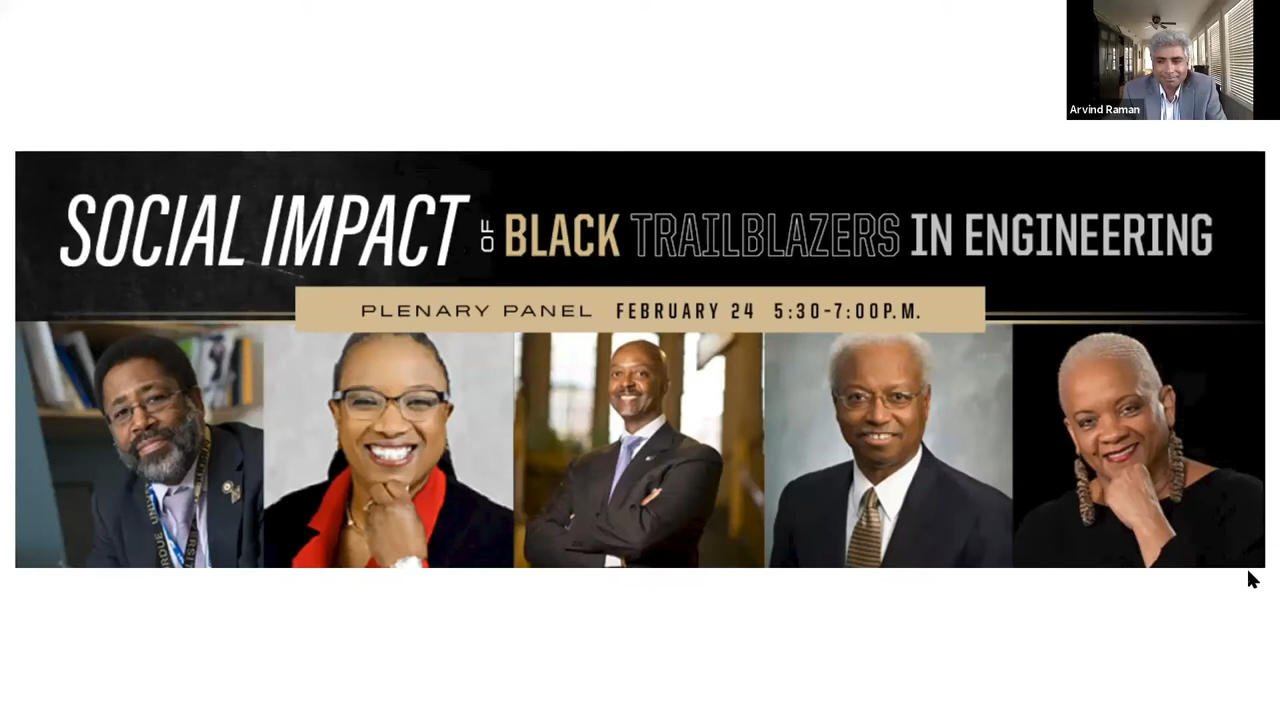 Arvind Raman
SOCIAL IMPACT OF BLACK TRAILBLAZERS IN ENGINEERING
PLENARY PANEL FEBRUARY 24 5:30-7:00P.M.